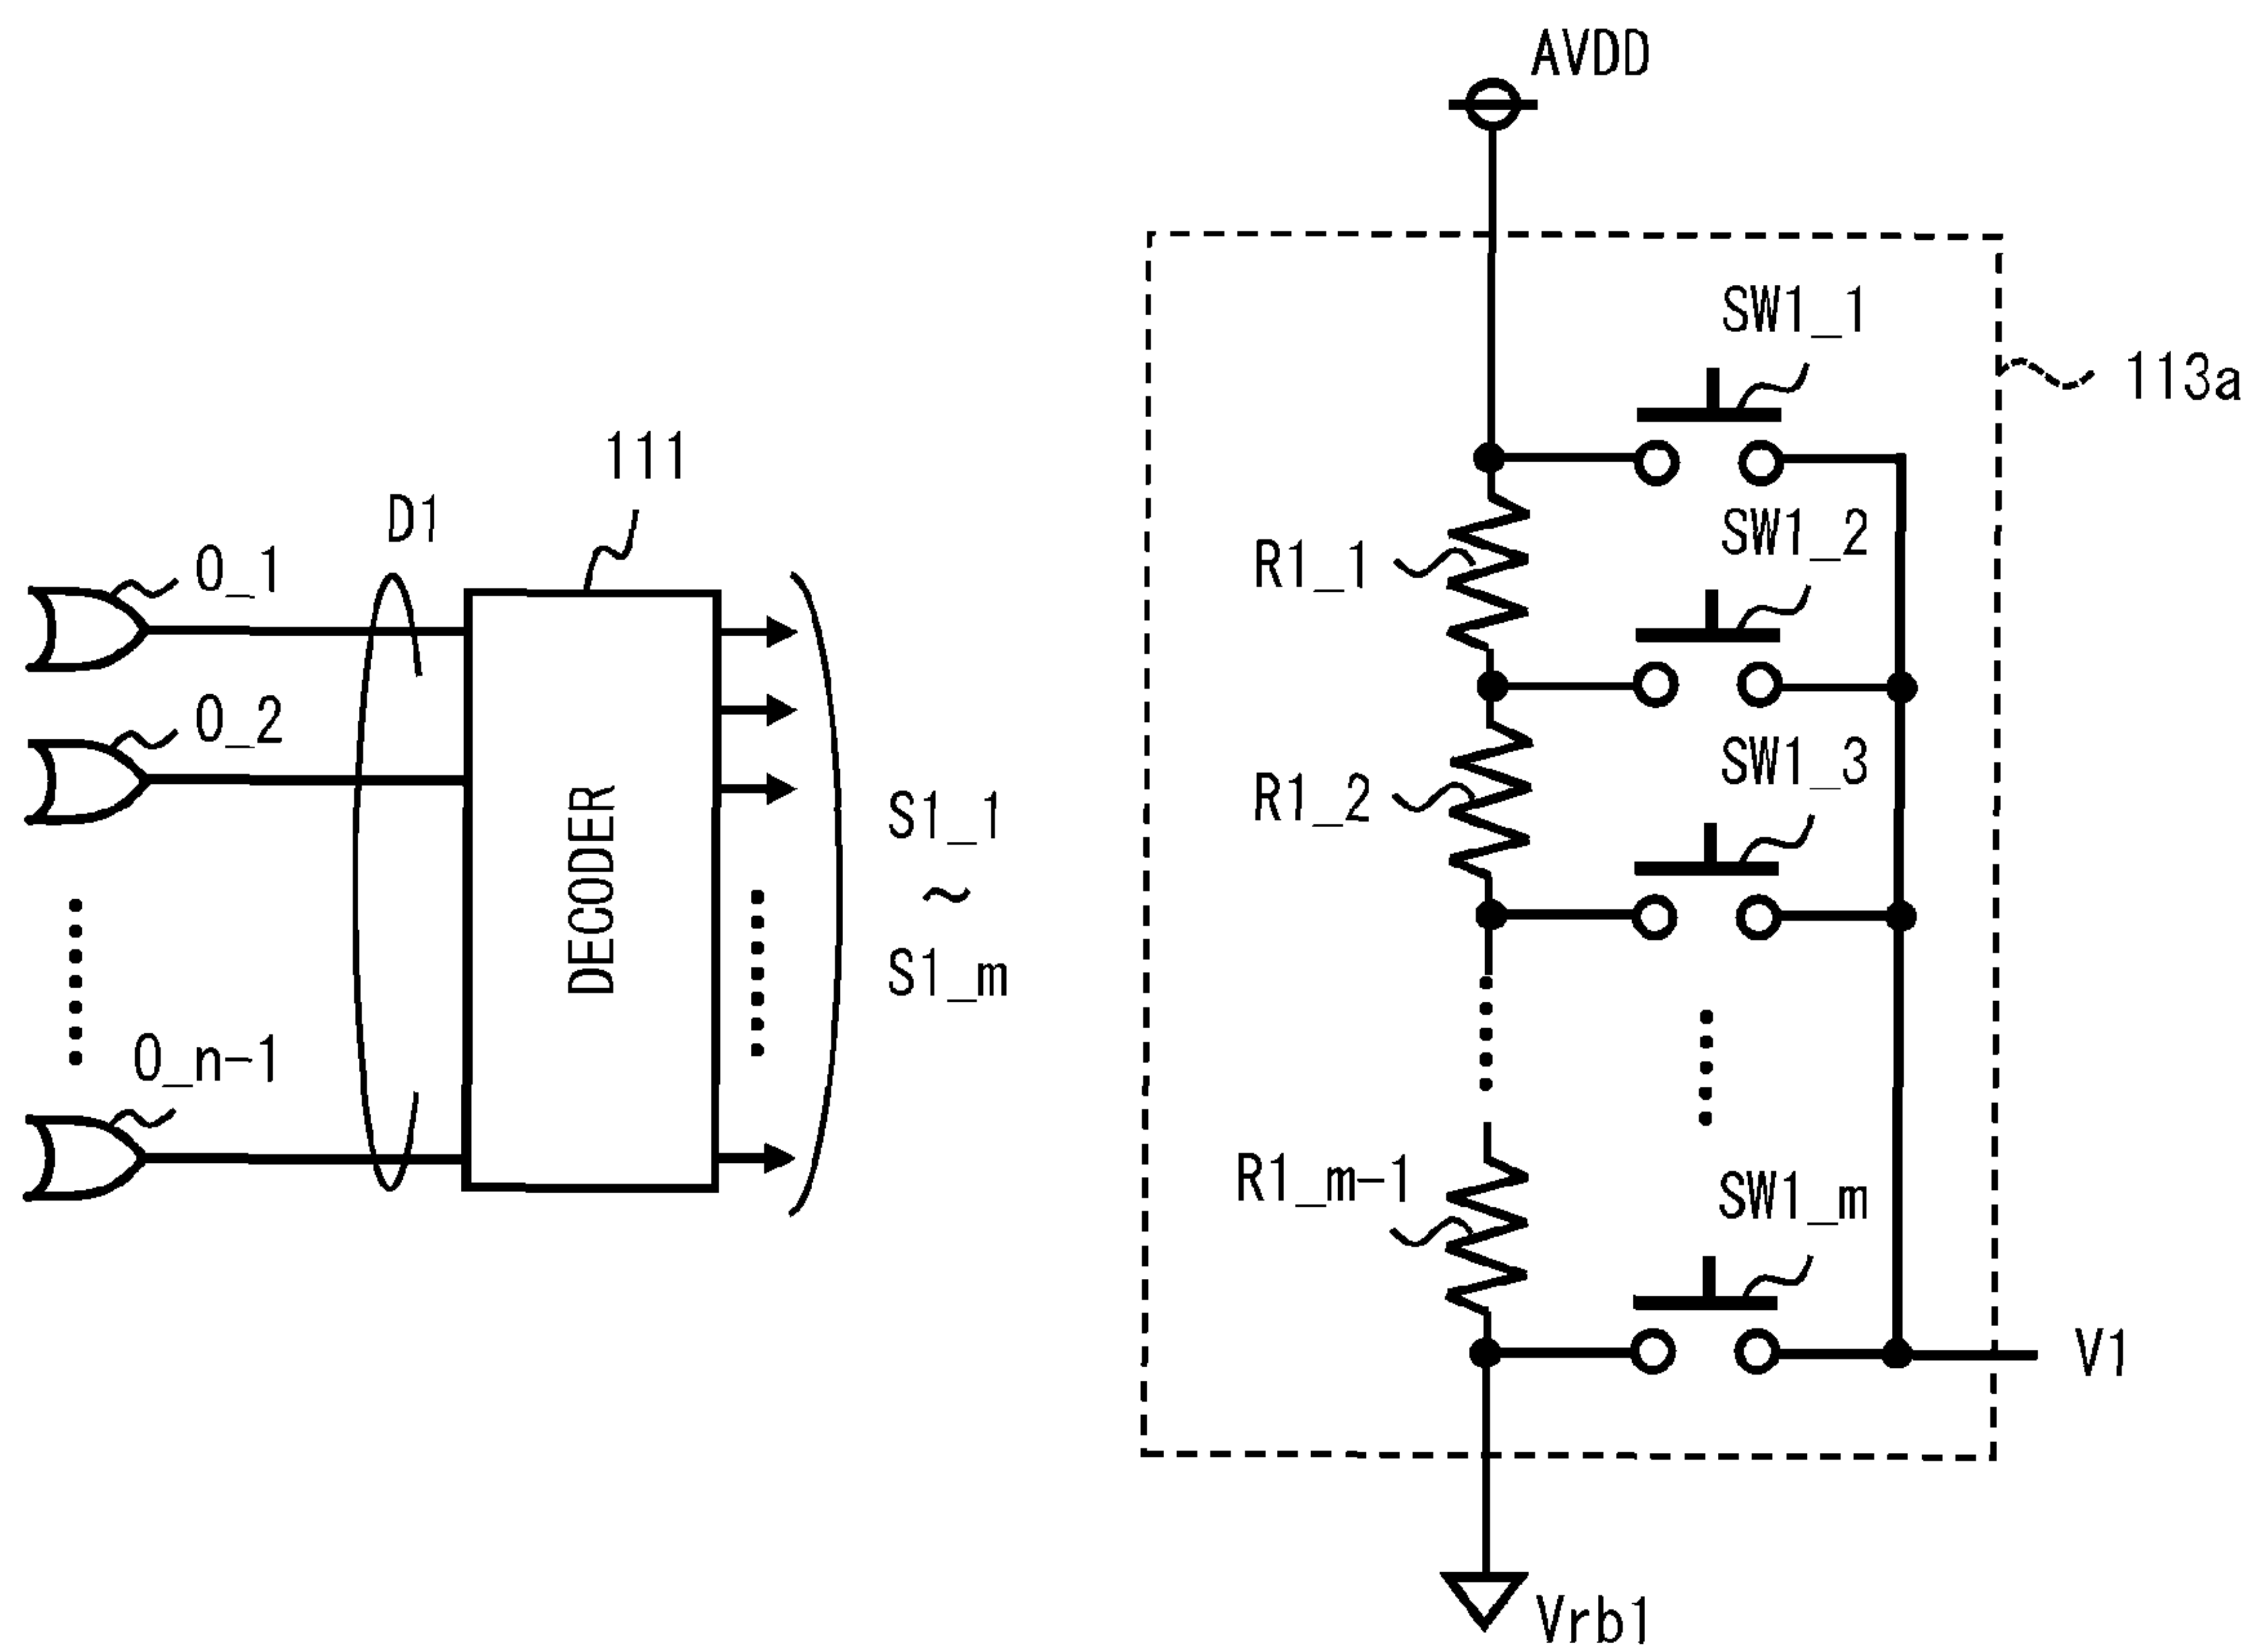 AVDD
SW1_1
113a
111
D1
SW1_2
R1_1
O_1
O_2
SW1_3
R1_2
S1_1
~
S1_m
DECODER
O_n-1
R1_m-1
SW1_m
V1
Vrb1